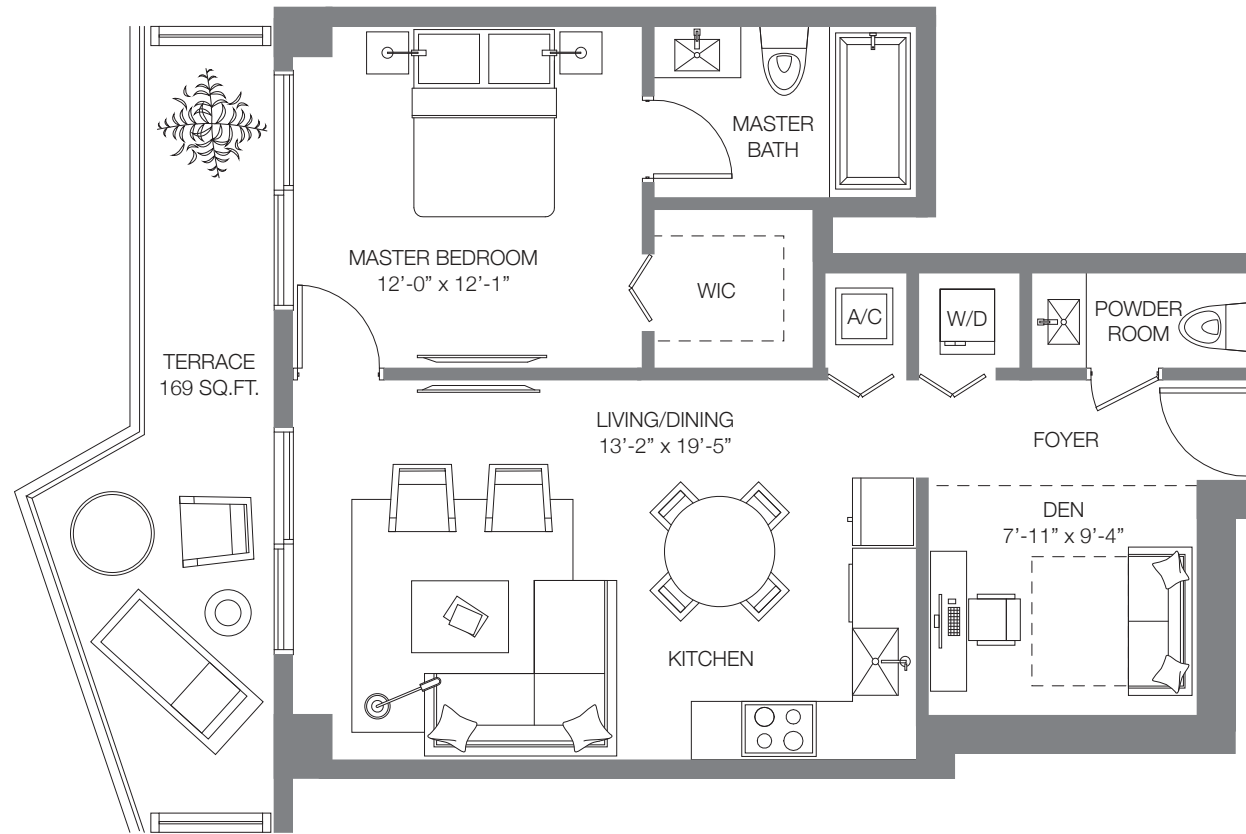 MASTER
BATH
MASTER BEDROOM
12’-0” x 12’-1”
WIC
A/C
W/D
POWDER
ROOM
TERRACE
169 SQ.FT.
LIVING/DINING
13’-2” x 19’-5”
FOYER
DEN
7’-11” x 9’-4”
KITCHEN